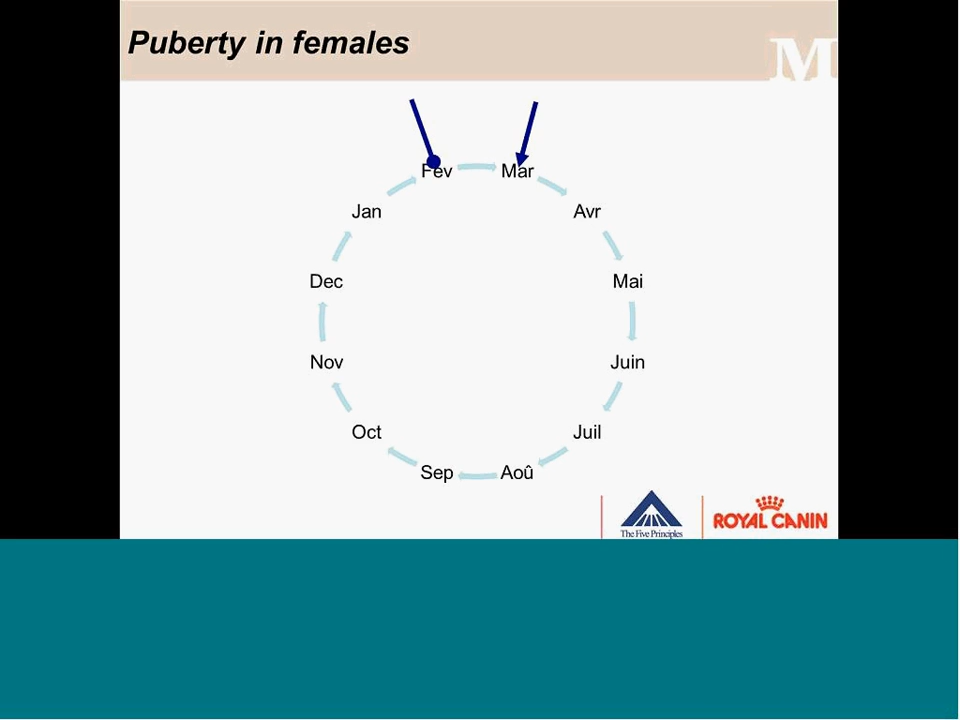 Puberty in females
M
Fev
Mar
Jan
Avr
Dec
Mai
Nov
Juin
Oct
Juil
Sep
Aoû
The Five Principles
ROYAL CANIN